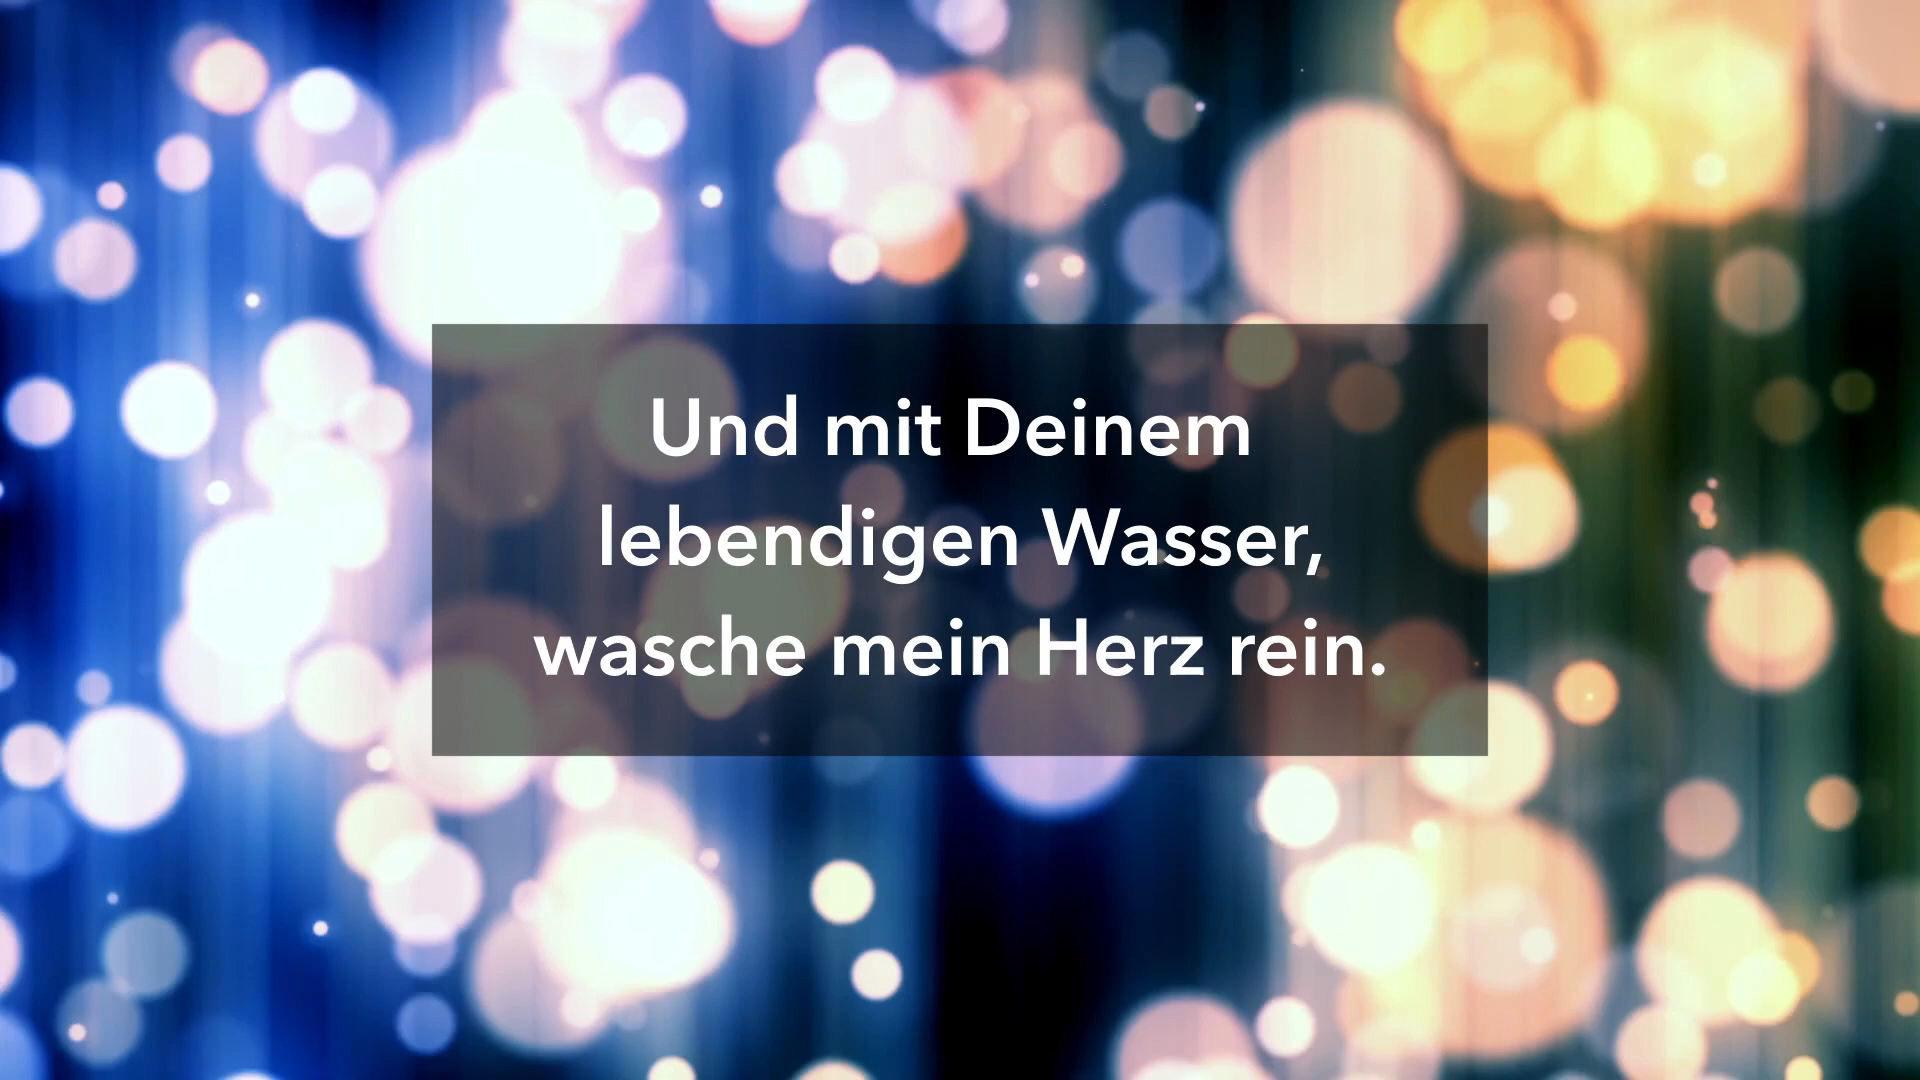 Und mit Deinem
lebendigen Wasser,
wasche mein Herz rein.